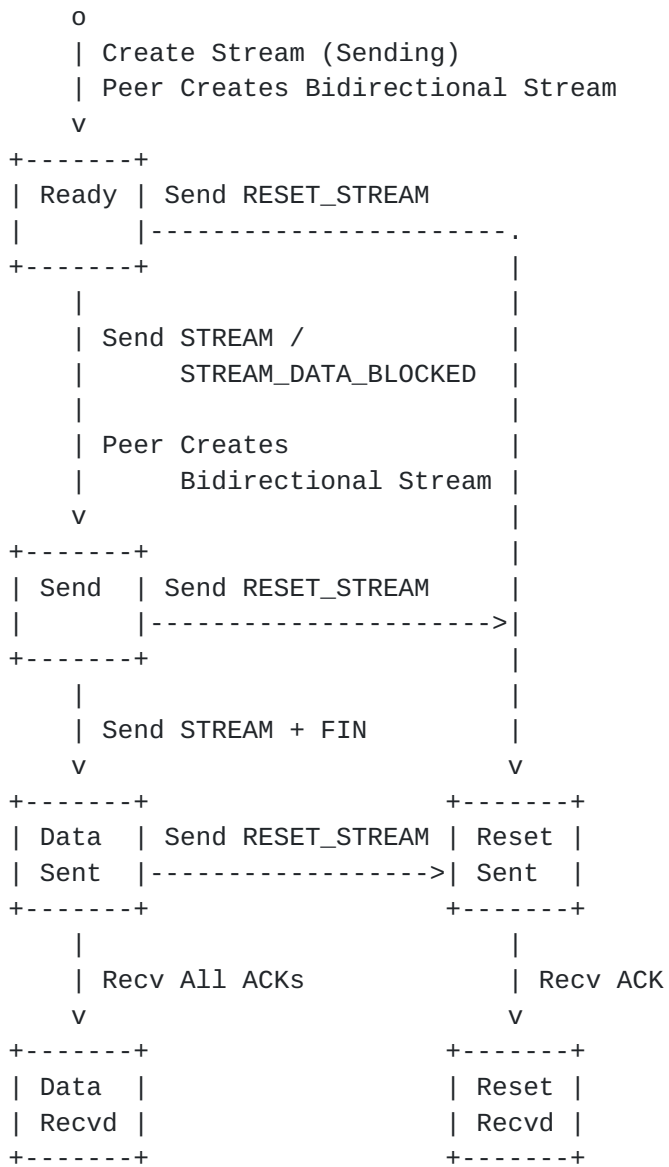 o
| Create Stream (Sending)
| Peer Creates Bidirectional Stream
v
+-------+
| Ready | Send RESET_STREAM
|       |-----------------------.
+-------+                       |
|                       |
| Send STREAM /         |
|      STREAM_DATA_BLOCKED  |
|                       |
| Peer Creates          |
|      Bidirectional Stream |
v                       |
+-------+                       |
| Send  | Send RESET_STREAM     |
|       |---------------------->|
+-------+                       |
|                       |
| Send STREAM + FIN     |
v                       v
+-------+                   +-------+
| Data  | Send RESET_STREAM | Reset |
| Sent  |------------------>| Sent  |
+-------+                   +-------+
|                           |
| Recv All ACKs             | Recv ACK
v                           v
+-------+                   +-------+
| Data  |                   | Reset |
| Recvd |                   | Recvd |
+-------+                   +-------+